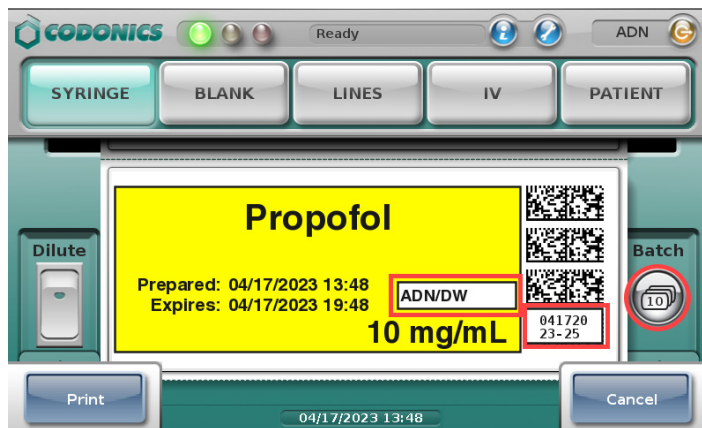 CODONICS
Ready
ADN
SYRINGE
BLANK
LINES
IV
PATIENT
Propofol
Dilute
Batch
Prepared: 04/17/2023 13:48
Expires: 04/17/2023 19:48
ADN/DW
10
10 mg/mL
041720
23-25
Print
Cancel
04/17/2023 13:48